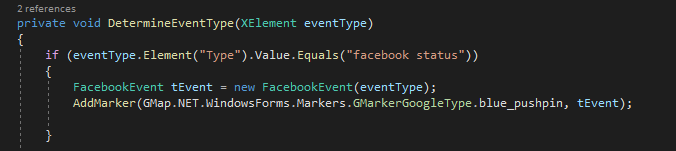 2 references
private void DetermineEventType(XElement eventType)
{
if (eventType.Element("Type").Value.Equals("facebook status"))
{
FacebookEvent tEvent = new FacebookEvent(eventType);
AddMarker(GMap.NET.WindowsForms.Markers.GMarkerGoogleType.blue_pushpin, tEvent);
}